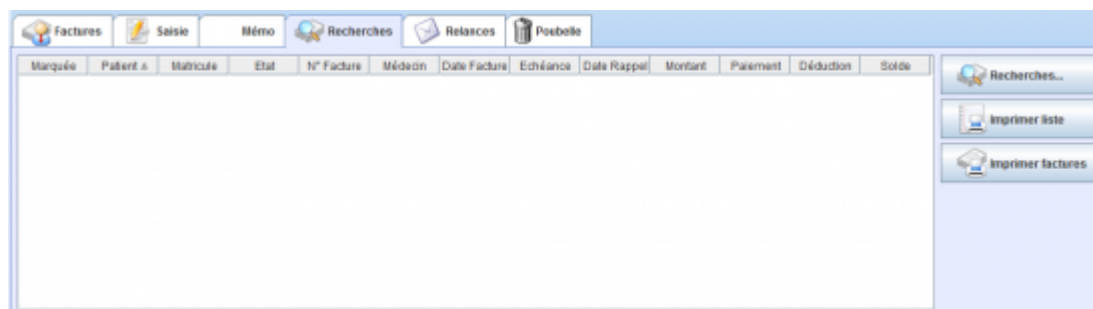 Factures Saisie Mémo Recherches Relances Poubelle
Marquée Patient Matricule Etat N° Facture Médecin Date Facture Echéance Date Rappel Montant Paiement Déduction Solde
Recherches...
Imprimer liste
Imprimer factures